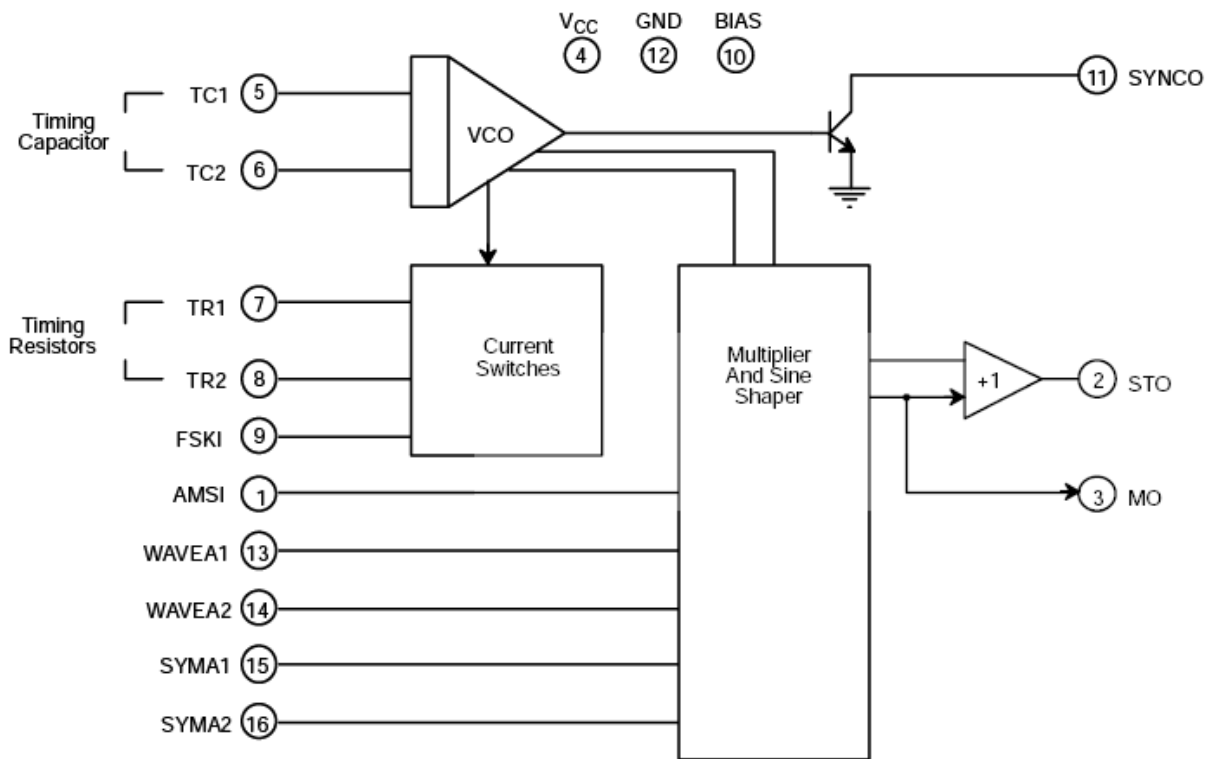 VCC GND BIAS
4 12 10
TC1 5
11 SYNCO
Timing
Capacitor
VCO
TC2 6
TR1 7
Timing
Resistors
Current
Switches
Multiplier
And Sine
Shaper
TR2 8
+1
2 STO
FSKI 9
AMSI 1
3 MO
WAVEA1 13
WAVEA2 14
SYMA1 15
SYMA2 16